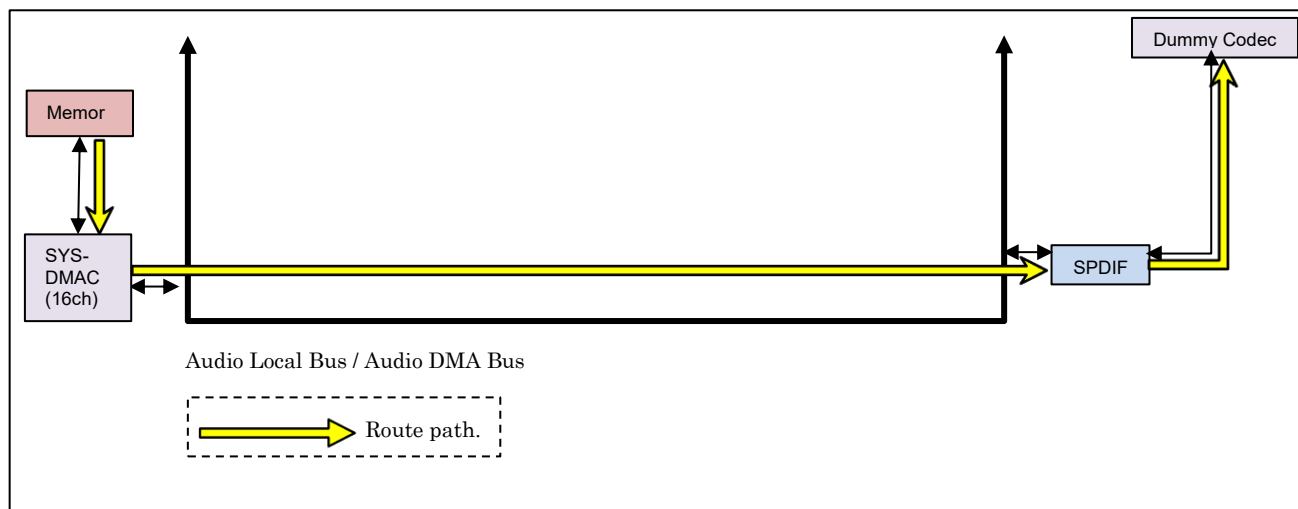 Dummy Codec
Memor
SYS-
DMAC
(16ch)
SPDIF
Audio Local Bus / Audio DMA Bus
Route path.